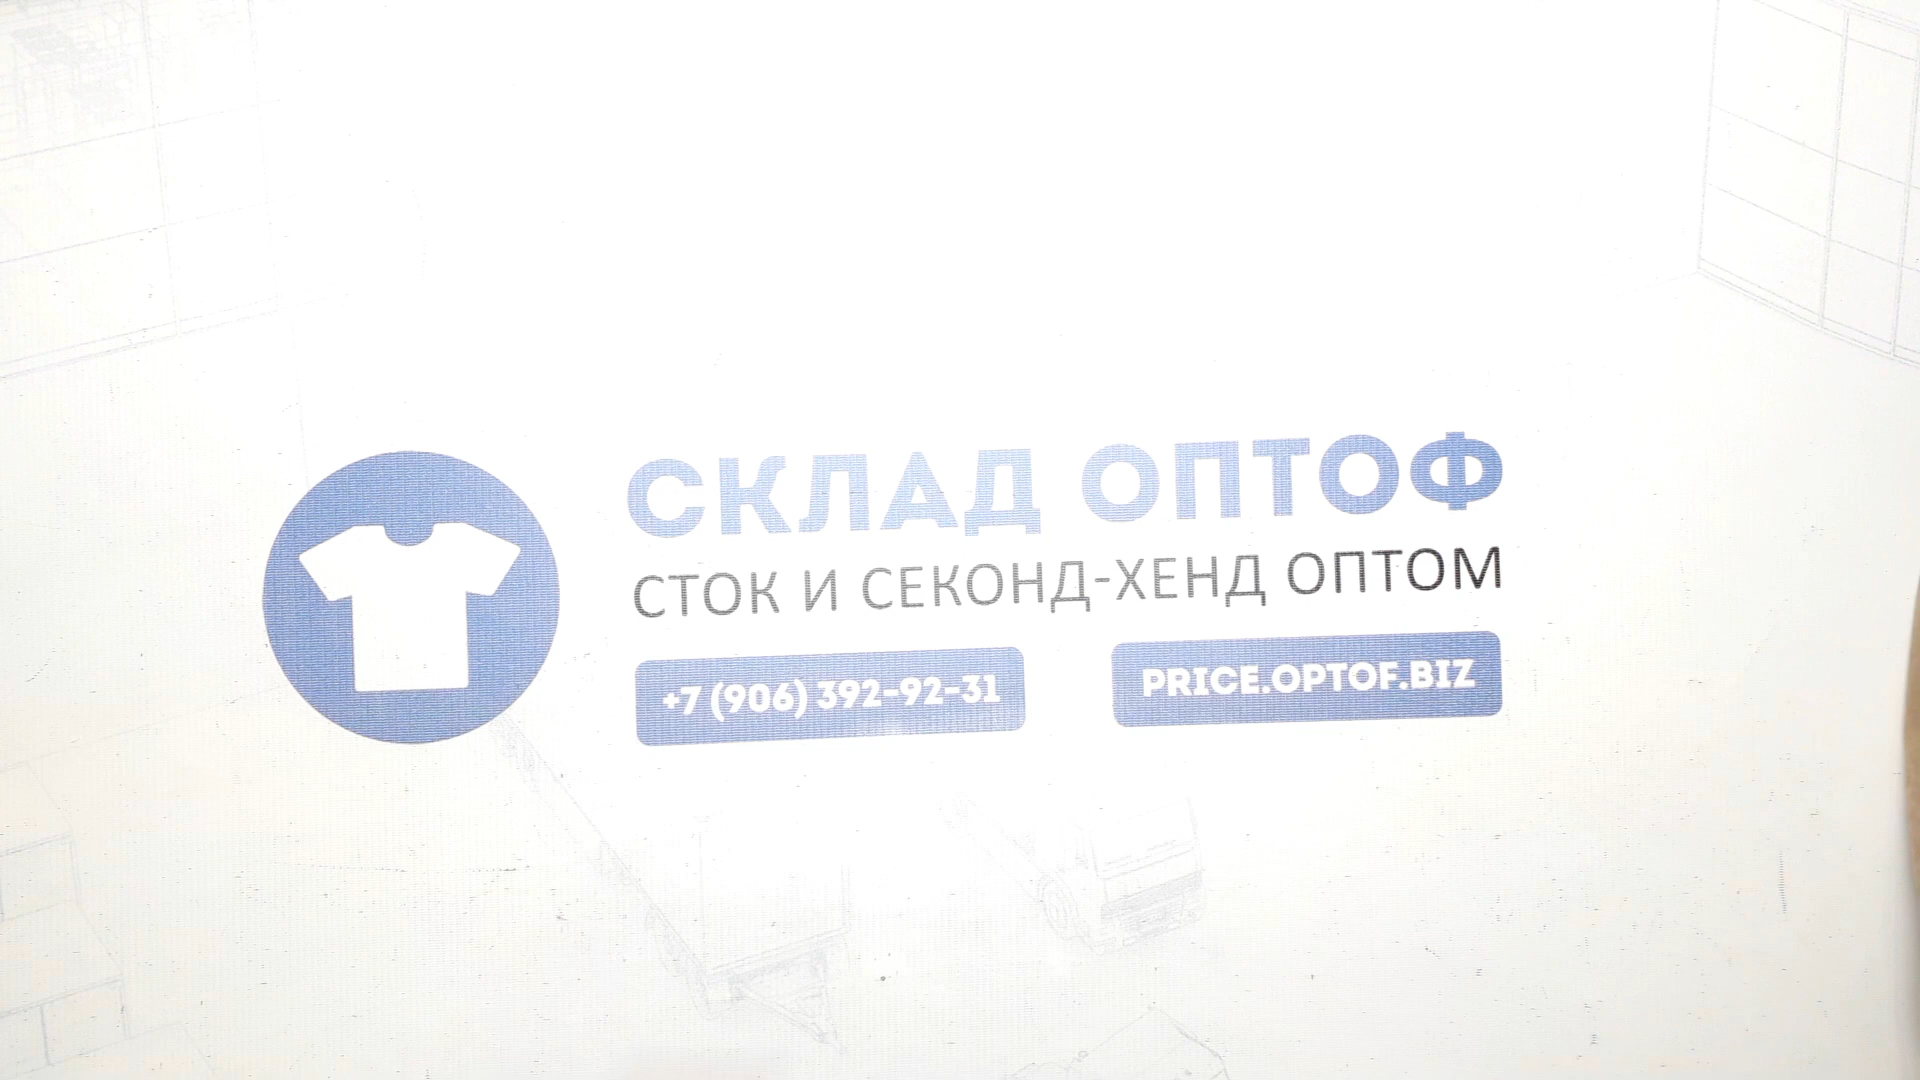 СКЛАД ОПТОФ
СТОК И СЕКОНД-ХЕНД ОПТОМ
+7 (906) 392-92-31
PRICE.OPTOF.BIZ